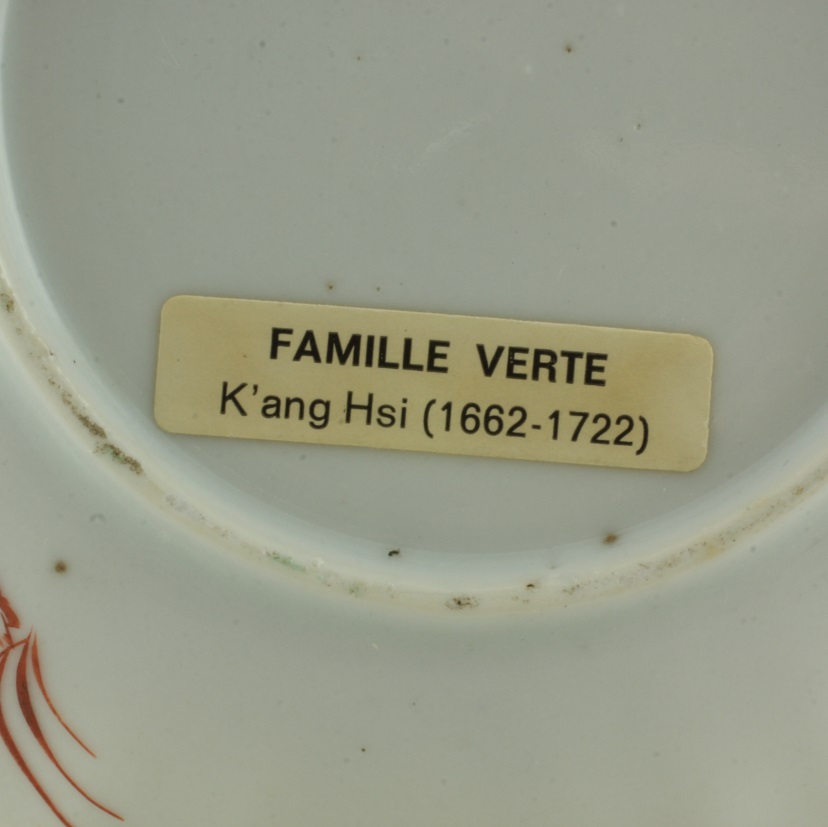 FAMILLE VERTE
K'ang Hsi (1662-1722)